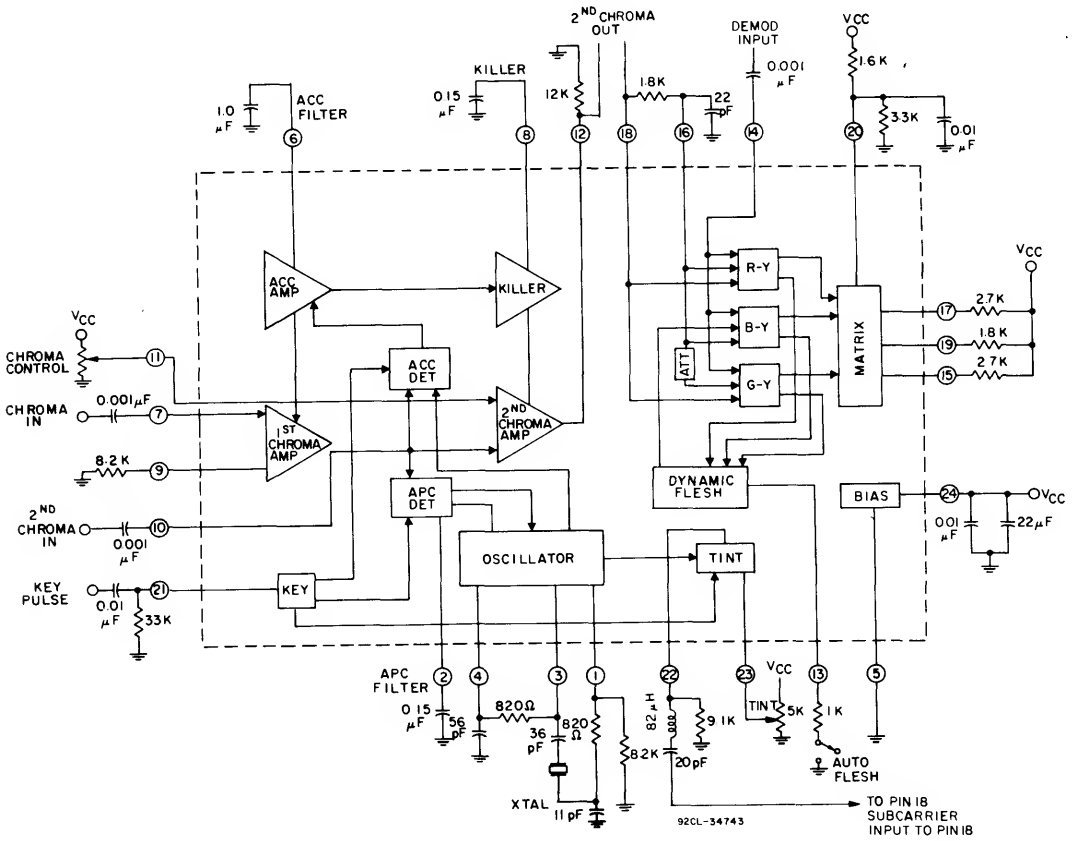 2ND CHROMA
OUT
DEMOD
INPUT
VCC
KILLER
0.001
µF
1.6K
1.0
µF
ACC
FILTER
0.15
µF
12K
1.8K
22
PF
3.3K
0.01
µF
6
8
12
18
16
14
20
ACC
AMP
KILLER
R-Y
B-Y
G-Y
ATT
MATRIX
VCC
17
2.7K
19
1.8K
15
2.7K
VCC
CHROMA
CONTROL
11
ACC
DET
0.001µF
CHROMA
IN
7
1ST
CHROMA
AMP
2ND
CHROMA
AMP
8.2K
9
APC
DET
DYNAMIC
FLESH
BIAS
24
VCC
0.01
µF
22µF
2ND
CHROMA
IN
10
0.001
µF
OSCILLATOR
TINT
KEY
PULSE
21
0.01
µF
33K
KEY
APC
FILTER
2
4
3
1
22
23
13
5
0.15
µF
56
pF
820Ω
36
pF
820
Ω
8.2K
82µH
9.1K
20pF
VCC
TINT
5K
1K
AUTO
FLESH
XTAL
11pF
92CL-34743
TO PIN 18
SUBCARRIER
INPUT TO PIN 18